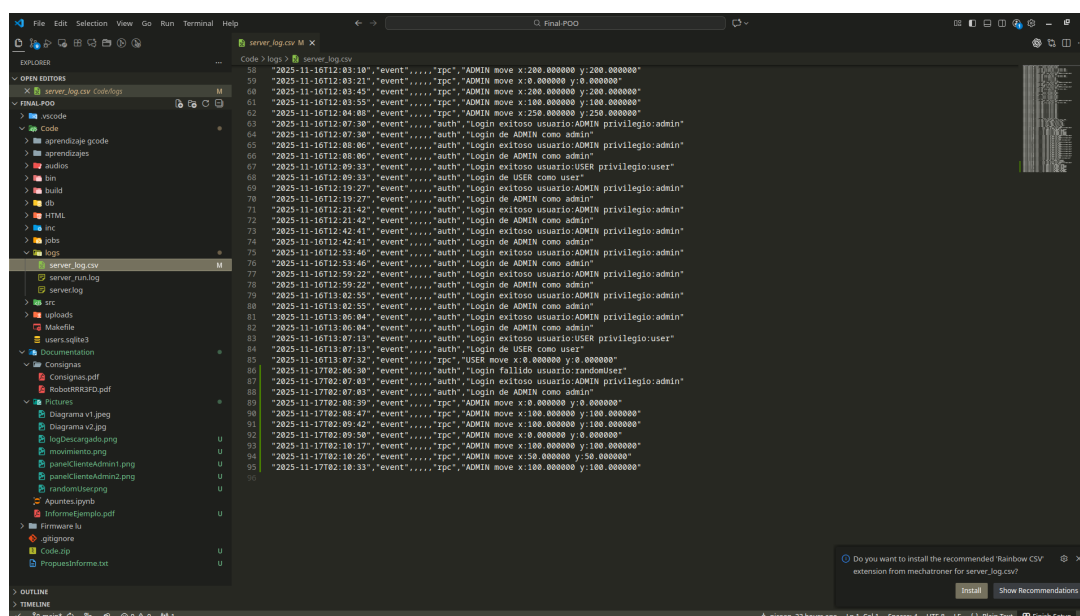 File Edit Selection View Go Run Terminal Help
Final-POO
EXPLORER
OPEN EDITORS
server_log.csv Code/logs M
FINAL-POO
.vscode
Code
aprendizaje gcode
aprendizajes
audios
bin
build
db
HTML
inc
jobs
logs
server_log.csv M
server_run.log
server.log
src
uploads
Makefile
users.sqlite3
Documentation
Consignas
Consignas.pdf
RobotRRR3FD.pdf
Pictures
Diagrama v1.jpeg
Diagrama v2.jpg
logDescargado.png U
movimiento.png U
panelClienteAdmin1.png U
panelClienteAdmin2.png U
randomUser.png U
Apuntes.ipynb
InformeEjemplo.pdf U
Firmware lu
.gitignore
Code.zip U
PropuesInforme.txt U
OUTLINE
TIMELINE
server_log.csv M
Code > logs > server_log.csv
58 "2025-11-16T12:03:10","event",,,,,"rpc","ADMIN move x:200.000000 y:200.000000"
59 "2025-11-16T12:03:21","event",,,,,"rpc","ADMIN move x:0.000000 y:0.000000"
60 "2025-11-16T12:03:45","event",,,,,"rpc","ADMIN move x:200.000000 y:200.000000"
61 "2025-11-16T12:03:55","event",,,,,"rpc","ADMIN move x:100.000000 y:100.000000"
62 "2025-11-16T12:04:08","event",,,,,"rpc","ADMIN move x:250.000000 y:250.000000"
63 "2025-11-16T12:07:30","event",,,,,"auth","Login exitoso usuario:ADMIN privilegio:admin"
64 "2025-11-16T12:07:30","event",,,,,"auth","Login de ADMIN como admin"
65 "2025-11-16T12:08:06","event",,,,,"auth","Login exitoso usuario:ADMIN privilegio:admin"
66 "2025-11-16T12:08:06","event",,,,,"auth","Login de ADMIN como admin"
67 "2025-11-16T12:09:33","event",,,,,"auth","Login exitoso usuario:USER privilegio:user"
68 "2025-11-16T12:09:33","event",,,,,"auth","Login de USER como user"
69 "2025-11-16T12:19:27","event",,,,,"auth","Login exitoso usuario:ADMIN privilegio:admin"
70 "2025-11-16T12:19:27","event",,,,,"auth","Login de ADMIN como admin"
71 "2025-11-16T12:21:42","event",,,,,"auth","Login exitoso usuario:ADMIN privilegio:admin"
72 "2025-11-16T12:21:42","event",,,,,"auth","Login de ADMIN como admin"
73 "2025-11-16T12:42:41","event",,,,,"auth","Login exitoso usuario:ADMIN privilegio:admin"
74 "2025-11-16T12:42:41","event",,,,,"auth","Login de ADMIN como admin"
75 "2025-11-16T12:53:46","event",,,,,"auth","Login exitoso usuario:ADMIN privilegio:admin"
76 "2025-11-16T12:53:46","event",,,,,"auth","Login de ADMIN como admin"
77 "2025-11-16T12:59:22","event",,,,,"auth","Login exitoso usuario:ADMIN privilegio:admin"
78 "2025-11-16T12:59:22","event",,,,,"auth","Login de ADMIN como admin"
79 "2025-11-16T13:02:55","event",,,,,"auth","Login exitoso usuario:ADMIN privilegio:admin"
80 "2025-11-16T13:02:55","event",,,,,"auth","Login de ADMIN como admin"
81 "2025-11-16T13:06:04","event",,,,,"auth","Login exitoso usuario:ADMIN privilegio:admin"
82 "2025-11-16T13:06:04","event",,,,,"auth","Login de ADMIN como admin"
83 "2025-11-16T13:07:13","event",,,,,"auth","Login exitoso usuario:USER privilegio:user"
84 "2025-11-16T13:07:13","event",,,,,"auth","Login de USER como user"
85 "2025-11-16T13:07:32","event",,,,,"rpc","USER move x:0.000000 y:0.000000"
86 "2025-11-17T02:06:30","event",,,,,"auth","Login fallido usuario:randomUser"
87 "2025-11-17T02:07:03","event",,,,,"auth","Login exitoso usuario:ADMIN privilegio:admin"
88 "2025-11-17T02:07:03","event",,,,,"auth","Login de ADMIN como admin"
89 "2025-11-17T02:08:39","event",,,,,"rpc","ADMIN move x:0.000000 y:0.000000"
90 "2025-11-17T02:08:47","event",,,,,"rpc","ADMIN move x:100.000000 y:100.000000"
91 "2025-11-17T02:09:42","event",,,,,"rpc","ADMIN move x:100.000000 y:100.000000"
92 "2025-11-17T02:09:50","event",,,,,"rpc","ADMIN move x:0.000000 y:0.000000"
93 "2025-11-17T02:10:17","event",,,,,"rpc","ADMIN move x:100.000000 y:100.000000"
94 "2025-11-17T02:10:26","event",,,,,"rpc","ADMIN move x:50.000000 y:50.000000"
95 "2025-11-17T02:10:33","event",,,,,"rpc","ADMIN move x:100.000000 y:100.000000"
96
Do you want to install the recommended 'Rainbow CSV'
extension from mechatroner for server_log.csv?
Install Show Recommendations